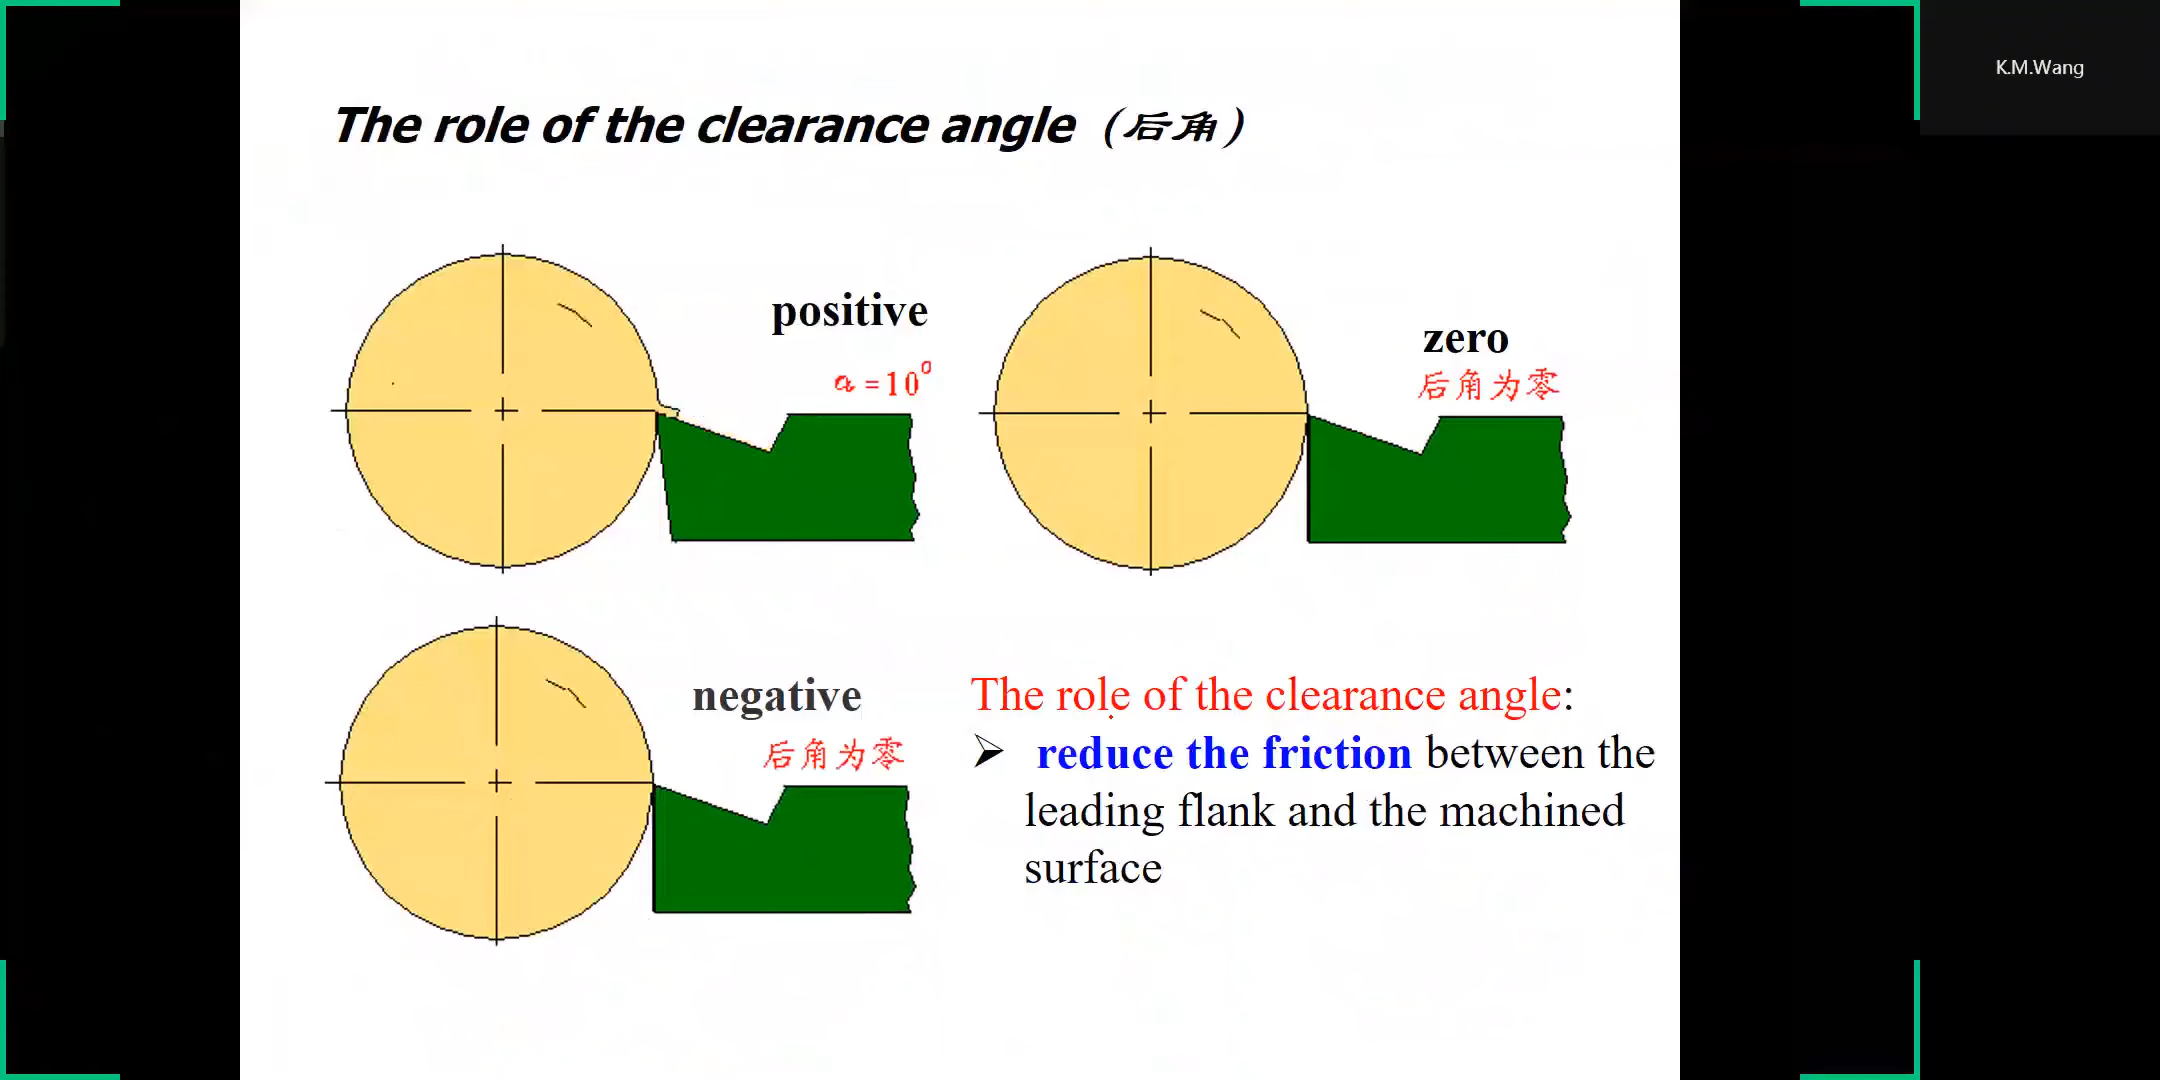 K.M.Wang
The role of the clearance angle（后角）
positive
α =10°
zero
后角为零
negative
后角为零
The role of the clearance angle:
➢ reduce the friction between the
leading flank and the machined
surface